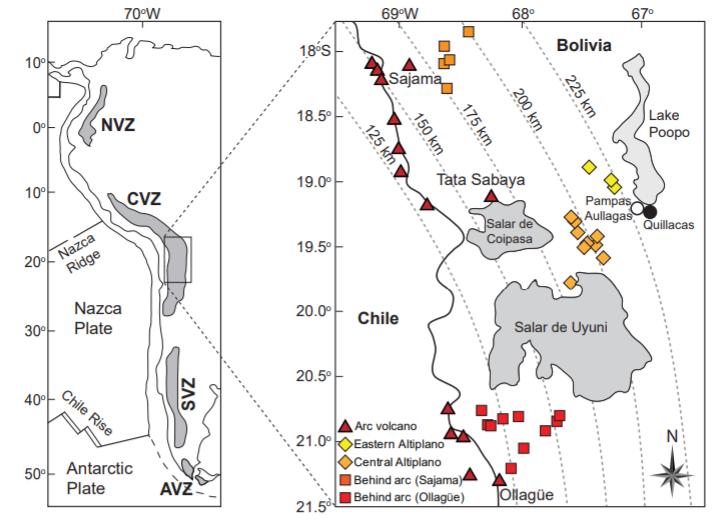 70°W
10°
0°
10°
20°
30°
40°
50°
NVZ
CVZ
Nazca
Ridge
Nazca
Plate
SVZ
Chile Rise
Antarctic
Plate
AVZ
69°W
68°
67°
18°S
18.5°
19.0°
19.5°
20.0°
20.5°
21.0°
21.5°
Bolivia
Sajama
125 km
150 km
175 km
200 km
225 km
Lake
Poopo
Tata Sabaya
Pampas
Aullagas
Quillacas
Salar de
Coipasa
Chile
Salar de Uyuni
Arc volcano
Eastern Altiplano
Central Altiplano
Behind arc (Sajama)
Behind arc (Ollagüe)
Ollagüe
N